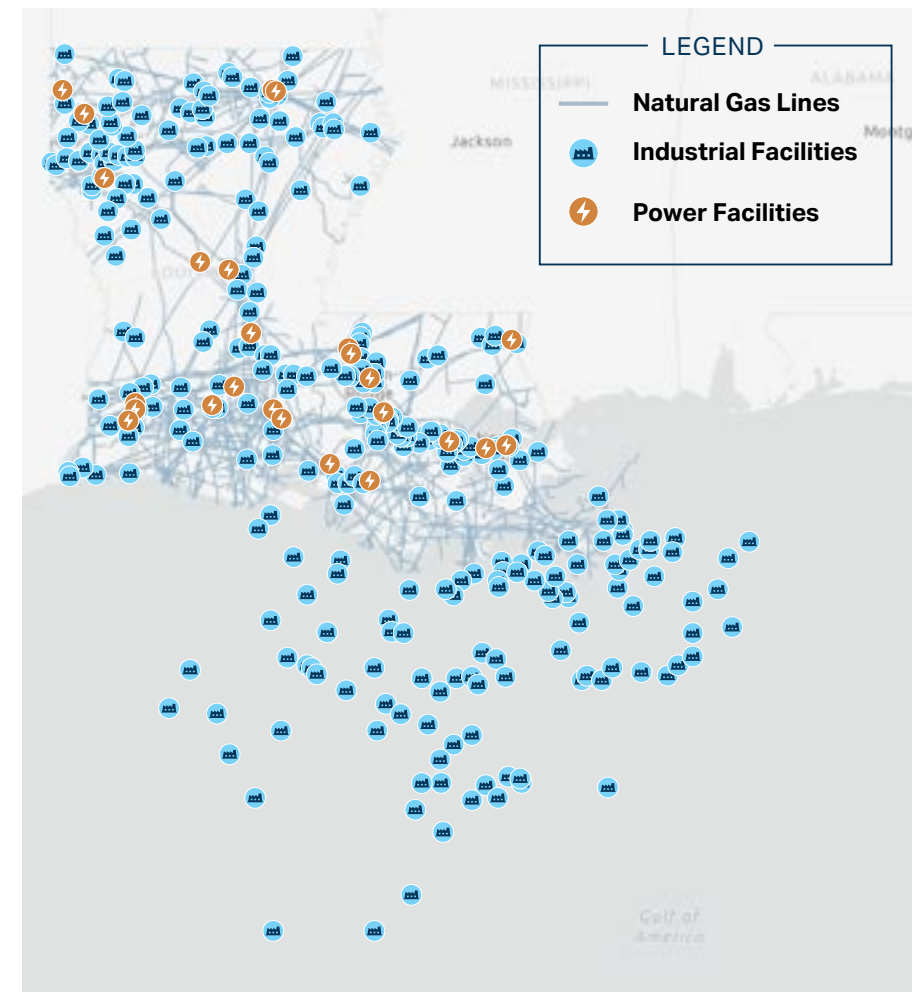 LEGEND
MISSISSIPPI
ALABAMA
Natural Gas Lines
Jackson
Industrial Facilities
Power Facilities
Gulf of
America